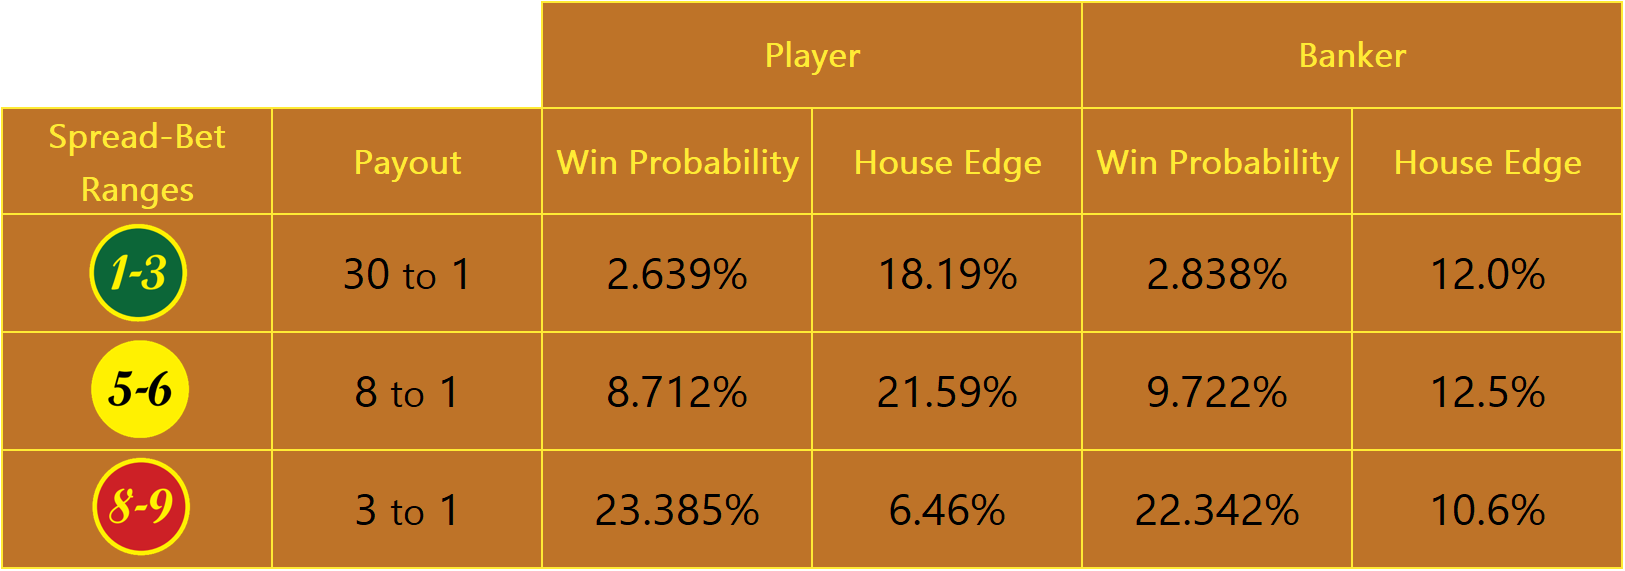 Player Banker
Spread-Bet
Ranges
Payout Win Probability House Edge Win Probability House Edge
1-3 30 to 1 2.639% 18.19% 2.838% 12.0%
5-6 8 to 1 8.712% 21.59% 9.722% 12.5%
8-9 3 to 1 23.385% 6.46% 22.342% 10.6%